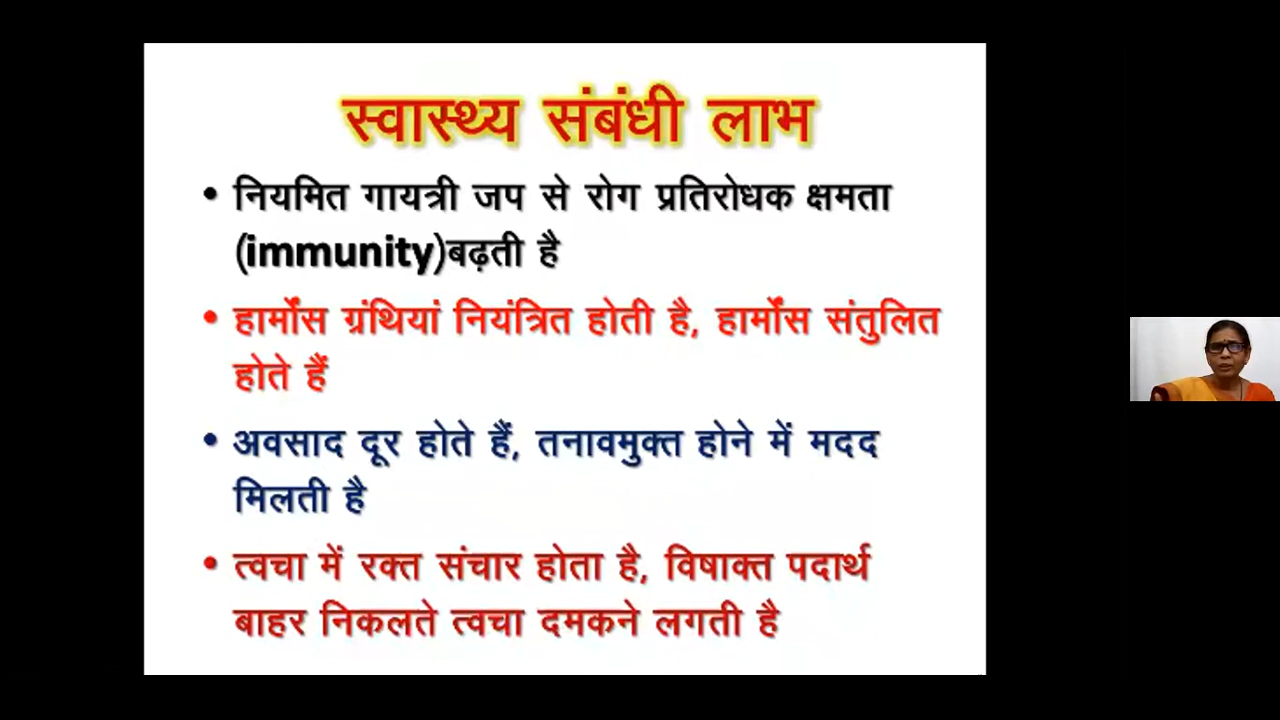 स्वास्थ्य संबंधी लाभ
• नियमित गायत्री जप से रोग प्रतिरोधक क्षमता
(immunity)बढ़ती है
• हार्मोंस ग्रंथियां नियंत्रित होती है, हार्मोंस संतुलित
होते हैं
• अवसाद दूर होते हैं, तनावमुक्त होने में मदद
मिलती है
• त्वचा में रक्त संचार होता है, विषाक्त पदार्थ
बाहर निकलते त्वचा दमकने लगती है